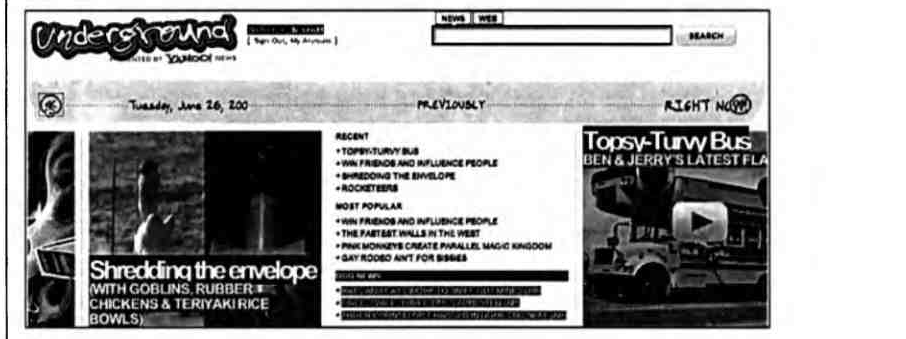 Underground
PRESENTED BY YAHOO! NEWS
[ Sign Out, My Account ]
NEWS WEB
SEARCH
Tuesday, June 26, 200
PREVIOUSLY
RIGHT NOW
Shredding the envelope
(WITH GOBLINS, RUBBER
CHICKENS & TERIYAKI RICE
BOWLS)
RECENT
• TOPSY-TURVY BUS
• WIN FRIENDS AND INFLUENCE PEOPLE
• SHREDDING THE ENVELOPE
• ROCKETEERS
MOST POPULAR
• WIN FRIENDS AND INFLUENCE PEOPLE
• THE FASTEST WALLS IN THE WEST
• PINK MONKEYS CREATE PARALLEL MAGIC KINGDOM
• GAY RODEO AIN'T FOR SISSIES
ODD NEWS
Topsy-Turvy Bus
BEN & JERRY'S LATEST FLA